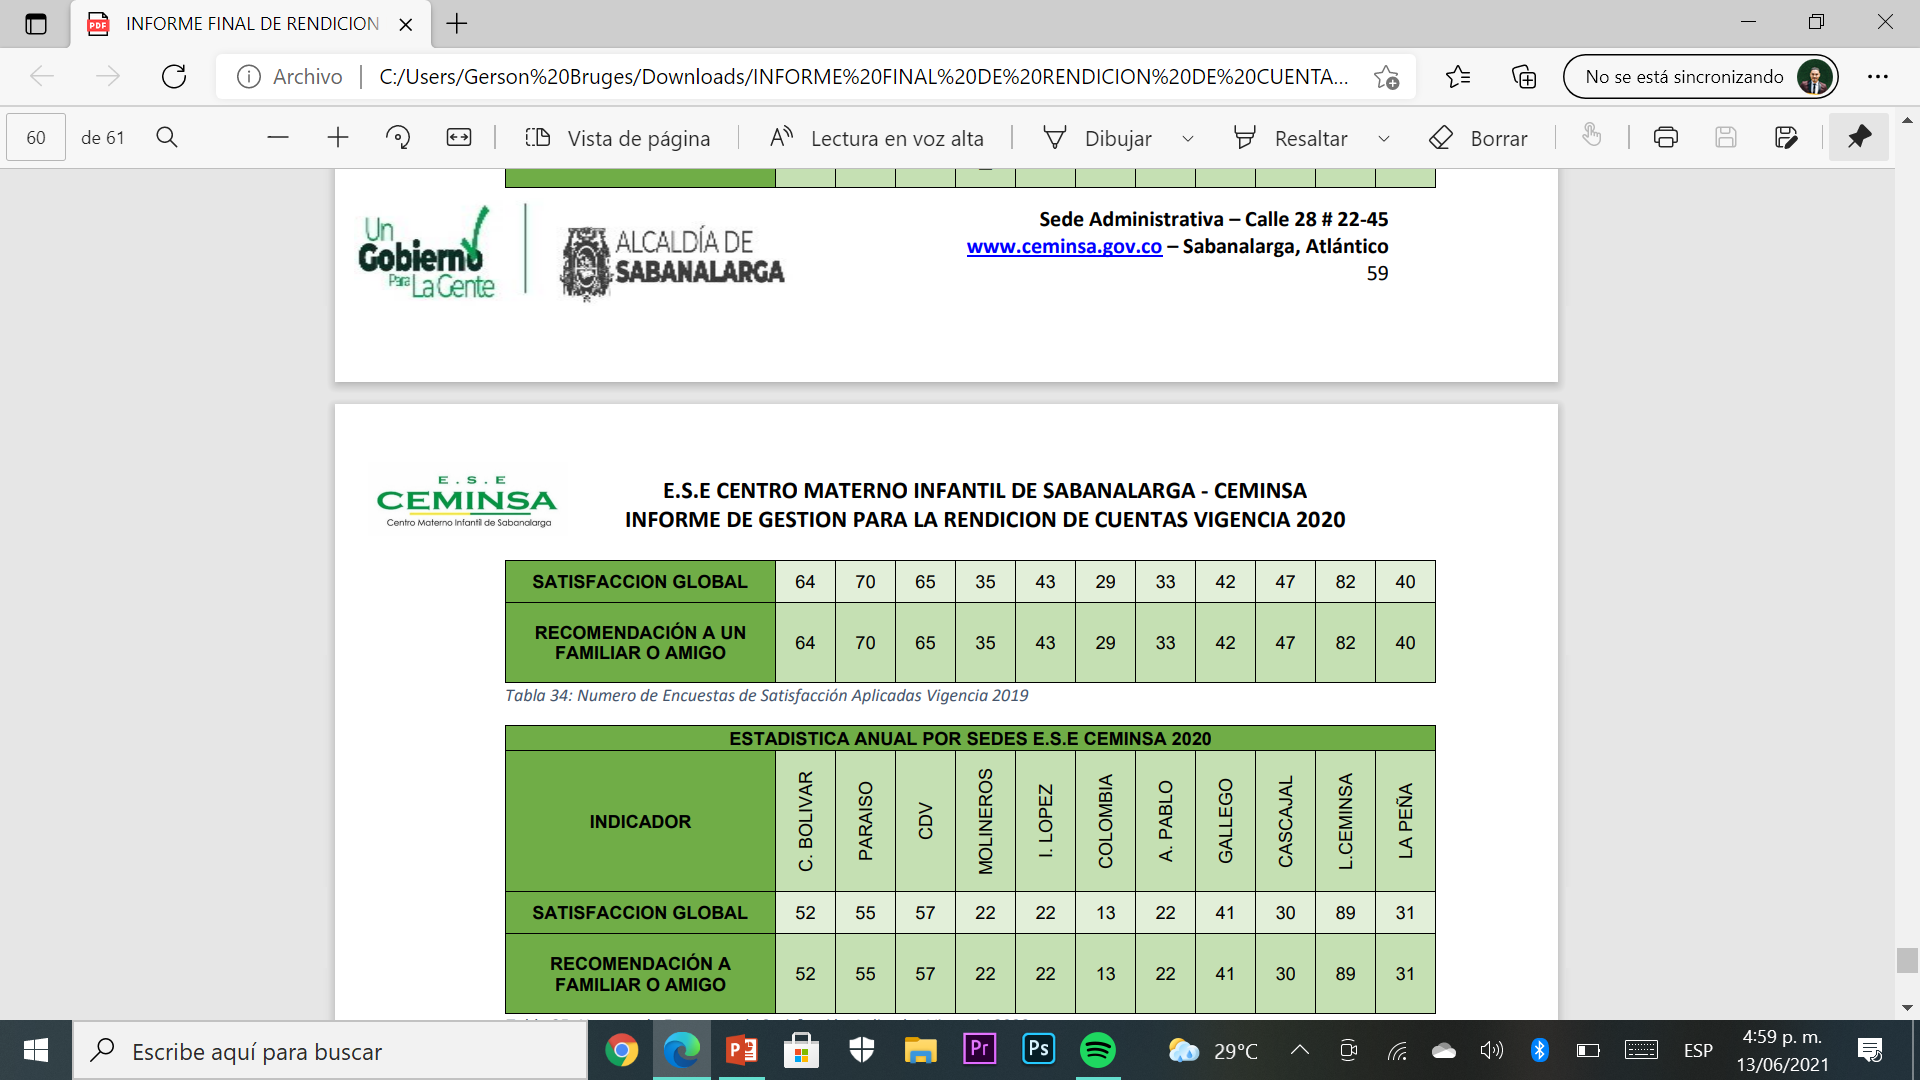 INFORME FINAL DE RENDICION
Archivo
C:/Users/Gerson%20Bruges/Downloads/INFORME%20FINAL%20DE%20RENDICION%20DE%20CUENTA...
No se está sincronizando
60 de 61
Vista de página
Lectura en voz alta
Dibujar
Resaltar
Borrar
Un
Gobierno
Para La Gente
ALCALDÍA DE
SABANALARGA
Sede Administrativa – Calle 28 # 22-45
www.ceminsa.gov.co – Sabanalarga, Atlántico
59
E.S.E
CEMINSA
Centro Materno Infantil de Sabanalarga
E.S.E CENTRO MATERNO INFANTIL DE SABANALARGA - CEMINSA
INFORME DE GESTION PARA LA RENDICION DE CUENTAS VIGENCIA 2020
SATISFACCION GLOBAL 64 70 65 35 43 29 33 42 47 82 40
RECOMENDACIÓN A UN
FAMILIAR O AMIGO 64 70 65 35 43 29 33 42 47 82 40
Tabla 34: Numero de Encuestas de Satisfacción Aplicadas Vigencia 2019
ESTADISTICA ANUAL POR SEDES E.S.E CEMINSA 2020
INDICADOR C. BOLIVAR PARAISO CDV MOLINEROS I. LOPEZ COLOMBIA A. PABLO GALLEGO CASCAJAL L.CEMINSA LA PEÑA
SATISFACCION GLOBAL 52 55 57 22 22 13 22 41 30 89 31
RECOMENDACIÓN A
FAMILIAR O AMIGO 52 55 57 22 22 13 22 41 30 89 31
Escribe aquí para buscar
Pr
Ps
29°C
ESP
4:59 p. m.
13/06/2021